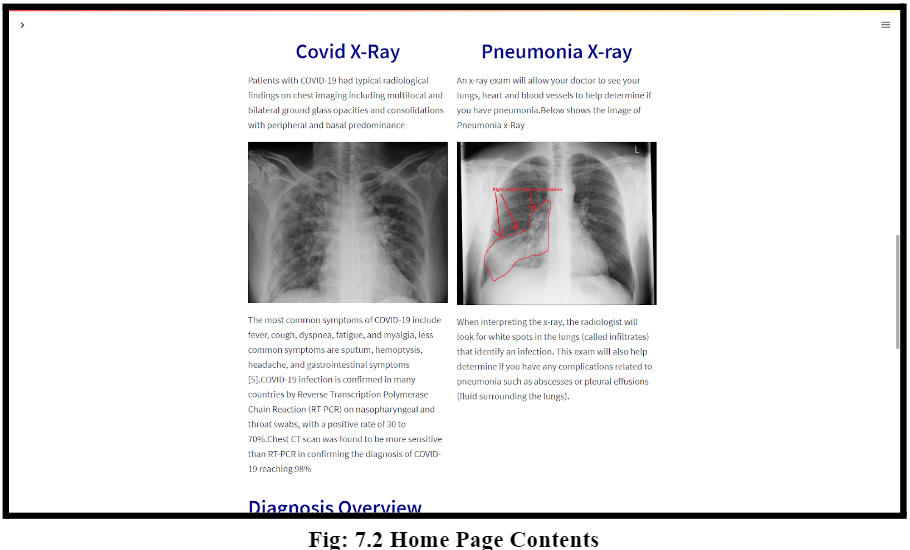 Covid X-Ray
Patients with COVID-19 had typical radiological
findings on chest imaging including multifocal and
bilateral ground glass opacities and consolidations
with peripheral and basal predominance
The most common symptoms of COVID-19 include
fever, cough, dyspnea, fatigue, and myalgia, less
common symptoms are sputum, hemoptysis,
headache, and gastrointestinal symptoms
[5].COVID-19 infection is confirmed in many
countries by Reverse Transcription Polymerase
Chain Reaction (RT-PCR) on nasopharyngeal and
throat swabs, with a positive rate of 30 to
70%.Chest CT scan was found to be more sensitive
than RT-PCR in confirming the diagnosis of COVID-
19 reaching 98%
Pneumonia X-ray
An x-ray exam will allow your doctor to see your
lungs, heart and blood vessels to help determine if
you have pneumonia.Below shows the image of
Pneumonia x-Ray
L
Right
When interpreting the x-ray, the radiologist will
look for white spots in the lungs (called infiltrates)
that identify an infection. This exam will also help
determine if you have any complications related to
pneumonia such as abscesses or pleural effusions
(fluid surrounding the lungs).
Diagnosis Overview
Fig: 7.2 Home Page Contents